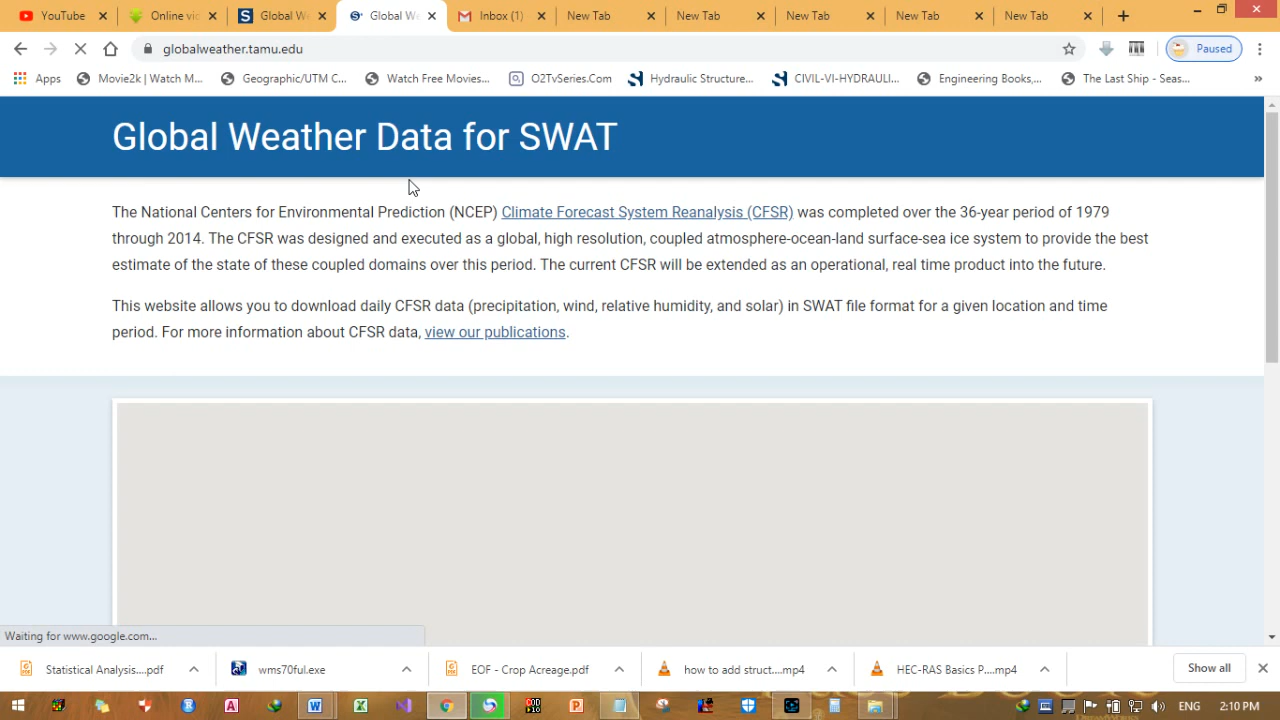 YouTube
Online vi
Global We
Global We
Inbox (1)
New Tab
New Tab
New Tab
New Tab
New Tab
globalweather.tamu.edu
Paused
Apps
Movie2k | Watch M...
Geographic/UTM C...
Watch Free Movies...
O2TvSeries.Com
Hydraulic Structure...
CIVIL-VI-HYDRAULI...
Engineering Books,...
The Last Ship - Seas...
»
Global Weather Data for SWAT
The National Centers for Environmental Prediction (NCEP) Climate Forecast System Reanalysis (CFSR) was completed over the 36-year period of 1979
through 2014. The CFSR was designed and executed as a global, high resolution, coupled atmosphere-ocean-land surface-sea ice system to provide the best
estimate of the state of these coupled domains over this period. The current CFSR will be extended as an operational, real time product into the future.
This website allows you to download daily CFSR data (precipitation, wind, relative humidity, and solar) in SWAT file format for a given location and time
period. For more information about CFSR data, view our publications.
Waiting for www.google.com...
Statistical Analysis....pdf
wms70ful.exe
EOF - Crop Acreage.pdf
how to add struct....mp4
HEC-RAS Basics P....mp4
Show all
ENG
2:10 PM